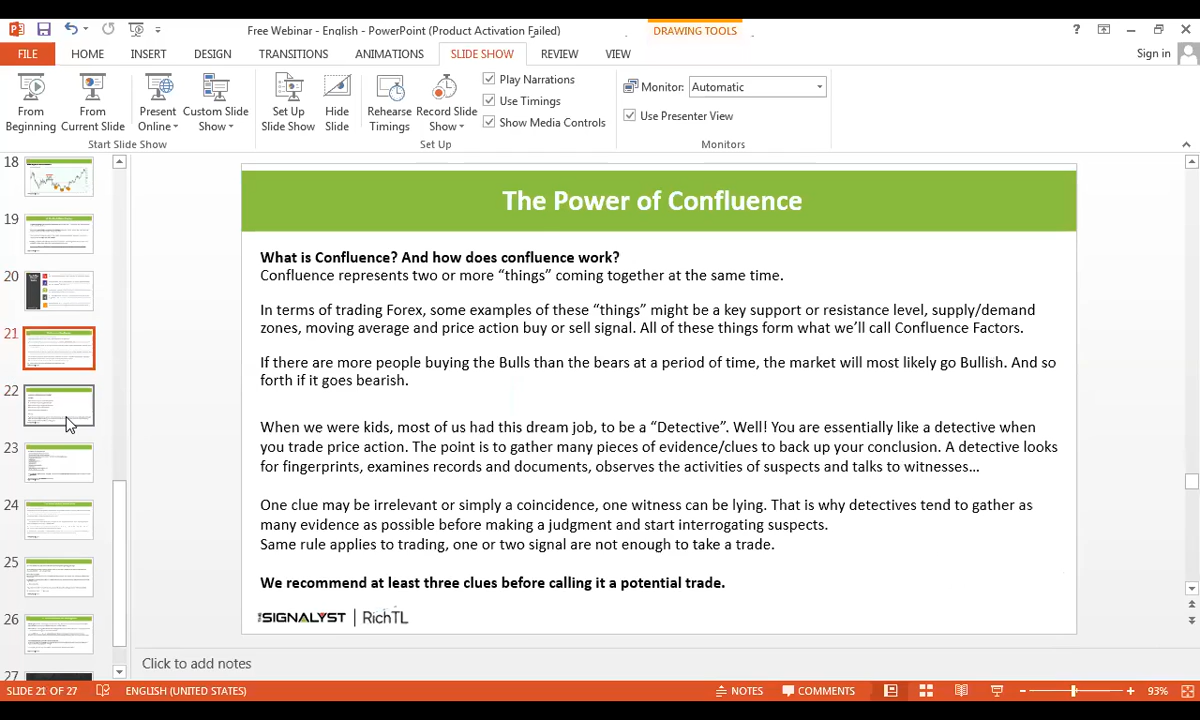 Free Webinar - English - PowerPoint (Product Activation Failed)
DRAWING TOOLS
?
FILE
HOME
INSERT
DESIGN
TRANSITIONS
ANIMATIONS
SLIDE SHOW
REVIEW
VIEW
FORMAT
Sign in
From Beginning
From Current Slide
Present Online
Custom Slide Show
Set Up Slide Show
Hide Slide
Rehearse Timings
Record Slide Show
Play Narrations
Use Timings
Show Media Controls
Monitor: Automatic
Use Presenter View
Start Slide Show
Set Up
Monitors
18
19
20
21
22
23
24
25
26
27
The Power of Confluence
What is Confluence? And how does confluence work?
Confluence represents two or more “things” coming together at the same time.
In terms of trading Forex, some examples of these “things” might be a key support or resistance level, supply/demand
zones, moving average and price action buy or sell signal. All of these things form what we’ll call Confluence Factors.
If there are more people buying the Bulls than the bears at a period of time, the market will most likely go Bullish. And so
forth if it goes bearish.
When we were kids, most of us had this dream job, to be a “Detective”. Well! You are essentially like a detective when
you trade price action. The point is to gather many pieces of evidence/clues to back up your conclusion. A detective looks
for fingerprints, examines records and documents, observes the activities of suspects and talks to witnesses…
One clue may be irrelevant or simply a coincidence, one witness can be lying. That is why detectives tend to gather as
many evidence as possible before making a judgment and start interrogating suspects.
Same rule applies to trading, one or two signal are not enough to take a trade.
We recommend at least three clues before calling it a potential trade.
THE SIGNALYST | RichTL
Click to add notes
SLIDE 21 OF 27
ENGLISH (UNITED STATES)
NOTES
COMMENTS
93%